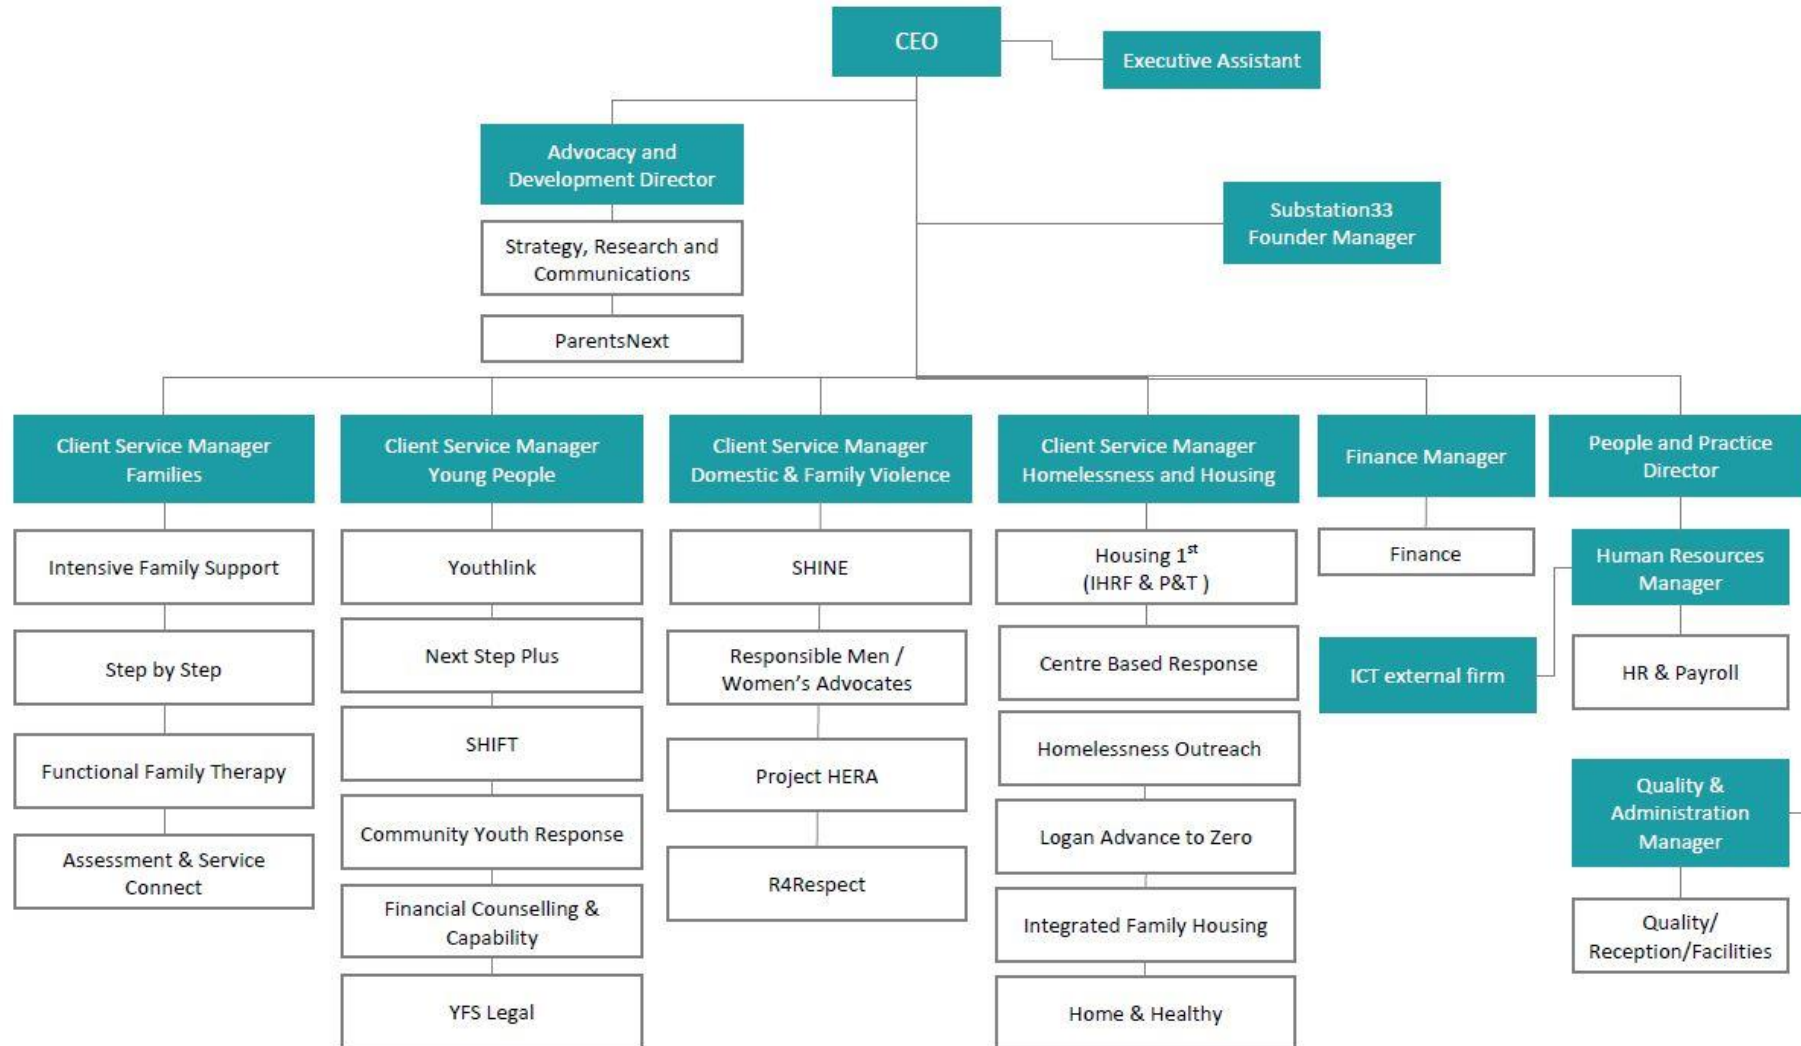 CEO
Executive Assistant
Advocacy and
Development Director
Strategy, Research and
Communications
ParentsNext
Substation33
Founder Manager
Client Service Manager
Families
Intensive Family Support
Step by Step
Functional Family Therapy
Assessment & Service
Connect
Client Service Manager
Young People
Youthlink
Next Step Plus
SHIFT
Community Youth Response
Financial Counselling &
Capability
YFS Legal
Client Service Manager
Domestic & Family Violence
SHINE
Responsible Men /
Women's Advocates
Project HERA
R4Respect
Client Service Manager
Homelessness and Housing
Housing 1st
(IHRF & P&T )
Centre Based Response
Homelessness Outreach
Logan Advance to Zero
Integrated Family Housing
Home & Healthy
Finance Manager
Finance
ICT external firm
People and Practice
Director
Human Resources
Manager
HR & Payroll
Quality &
Administration
Manager
Quality/
Reception/Facilities